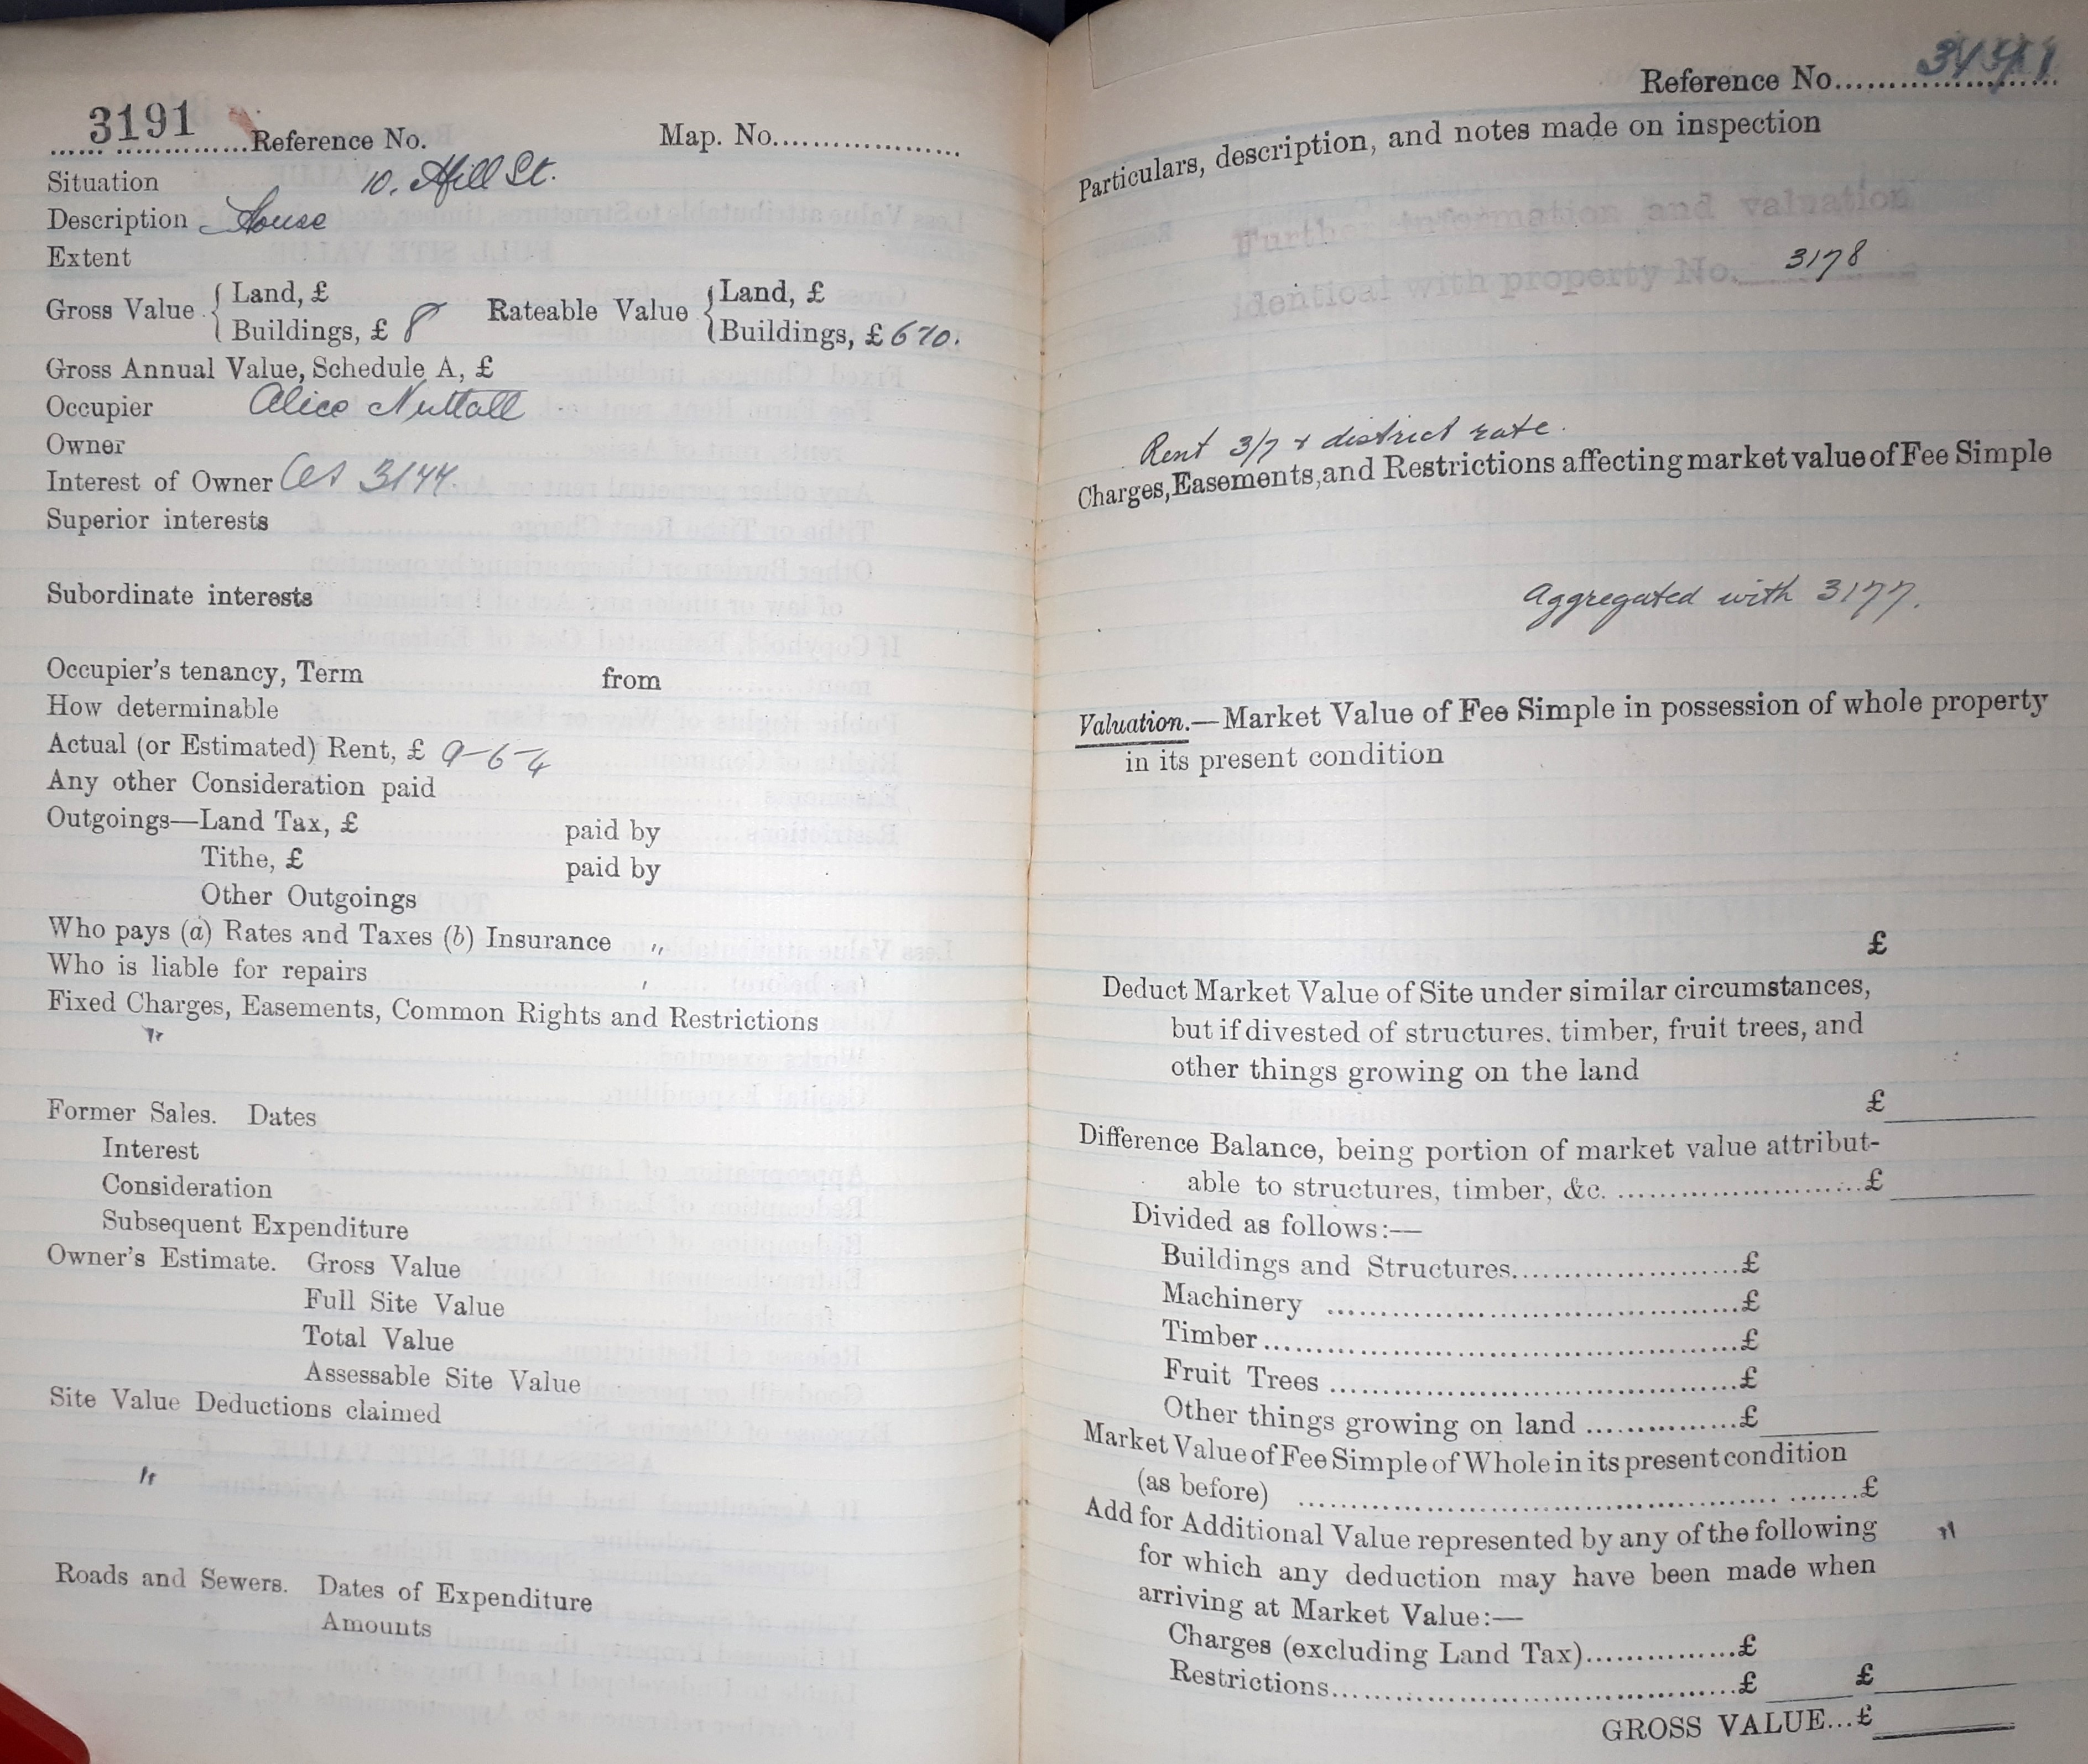 3191 Reference No. Map. No.
Situation 10. Mill St.
Description House
Extent
Gross Value { Land, £ Rateable Value { Land, £
Buildings, £ 8 Buildings, £ 6 7/0.
Gross Annual Value, Schedule A, £
Occupier Alice Nuttall
Owner
Interest of Owner As 3144.
Superior interests
Subordinate interests
Occupier's tenancy, Term from
How determinable
Actual (or Estimated) Rent, £ 9-6-4
Any other Consideration paid
Outgoings—Land Tax, £ paid by
Tithe, £ paid by
Other Outgoings
Who pays (a) Rates and Taxes (b) Insurance "
Who is liable for repairs
Fixed Charges, Easements, Common Rights and Restrictions
Former Sales. Dates
Interest
Consideration
Subsequent Expenditure
Owner's Estimate. Gross Value
Full Site Value
Total Value
Assessable Site Value
Site Value Deductions claimed
Roads and Sewers. Dates of Expenditure
Amounts
Reference No.
Particulars, description, and notes made on inspection
Further information and valuation
identical with property No. 3178
Rent 3/7 + district rate.
Charges, Easements, and Restrictions affecting market value of Fee Simple
Aggregated with 3177.
Valuation.—Market Value of Fee Simple in possession of whole property
in its present condition
£
Deduct Market Value of Site under similar circumstances,
but if divested of structures, timber, fruit trees, and
other things growing on the land
£
Difference Balance, being portion of market value attribut-
able to structures, timber, &c. £
Divided as follows:—
Buildings and Structures £
Machinery £
Timber £
Fruit Trees £
Other things growing on land £
Market Value of Fee Simple of Whole in its present condition
(as before) £
Add for Additional Value represented by any of the following
for which any deduction may have been made when
arriving at Market Value:—
Charges (excluding Land Tax) £
Restrictions £ £
GROSS VALUE...£